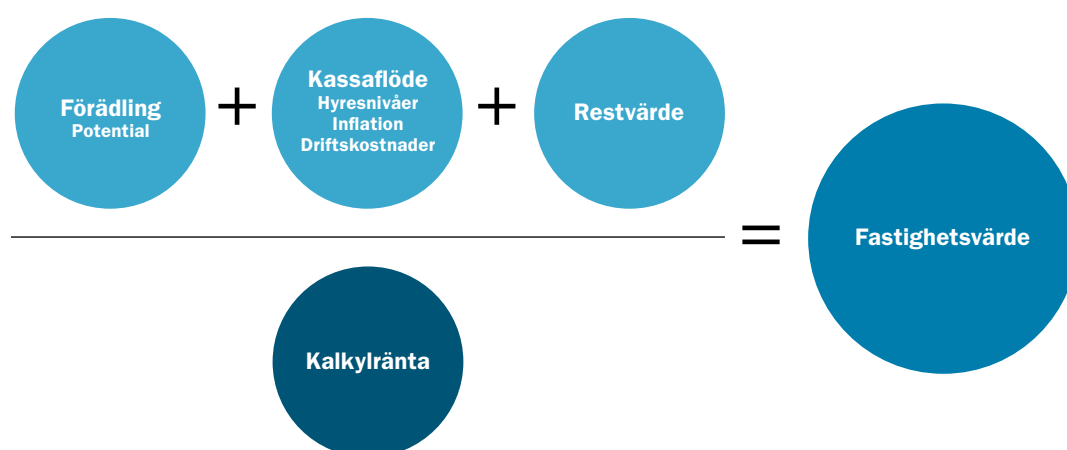 Förädling
Potential
+
Kassaflöde
Hyresnivåer
Inflation
Driftskostnader
+
Restvärde
Kalkylränta
=
Fastighetsvärde